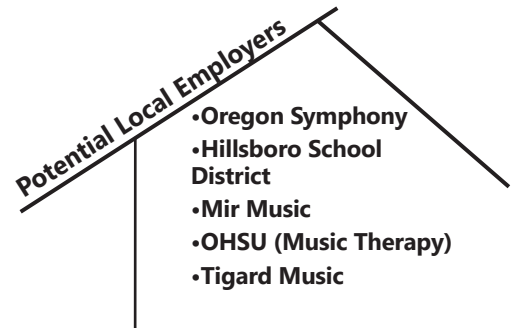 Potential Local Employers
•Oregon Symphony
•Hillsboro School
District
•Mir Music
•OHSU (Music Therapy)
•Tigard Music